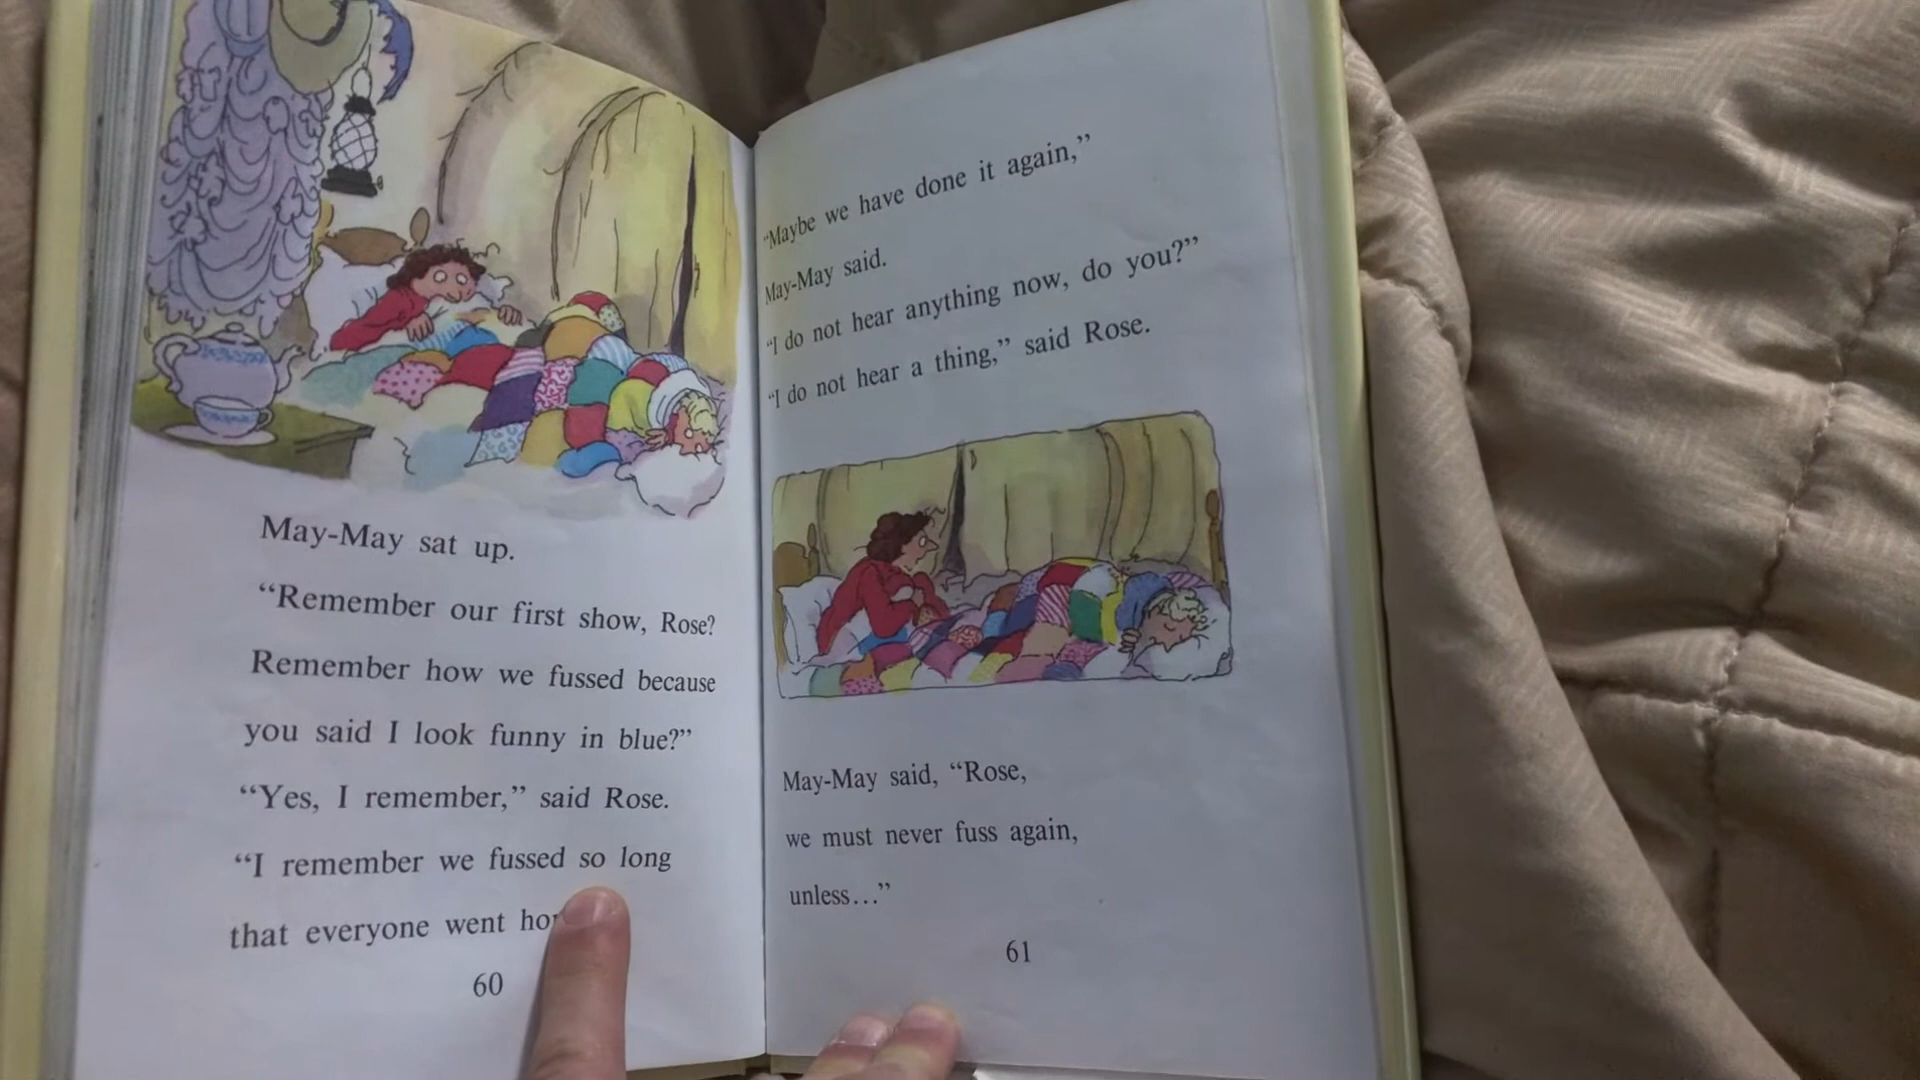 May-May sat up.
“Remember our first show, Rose?
Remember how we fussed because
you said I look funny in blue?”
“Yes, I remember,” said Rose.
“I remember we fussed so long
that everyone went
60
“Maybe we have done it again,”
May-May said.
“I do not hear anything now, do you?”
“I do not hear a thing,” said Rose.
May-May said, “Rose,
we must never fuss again,
unless...”
61